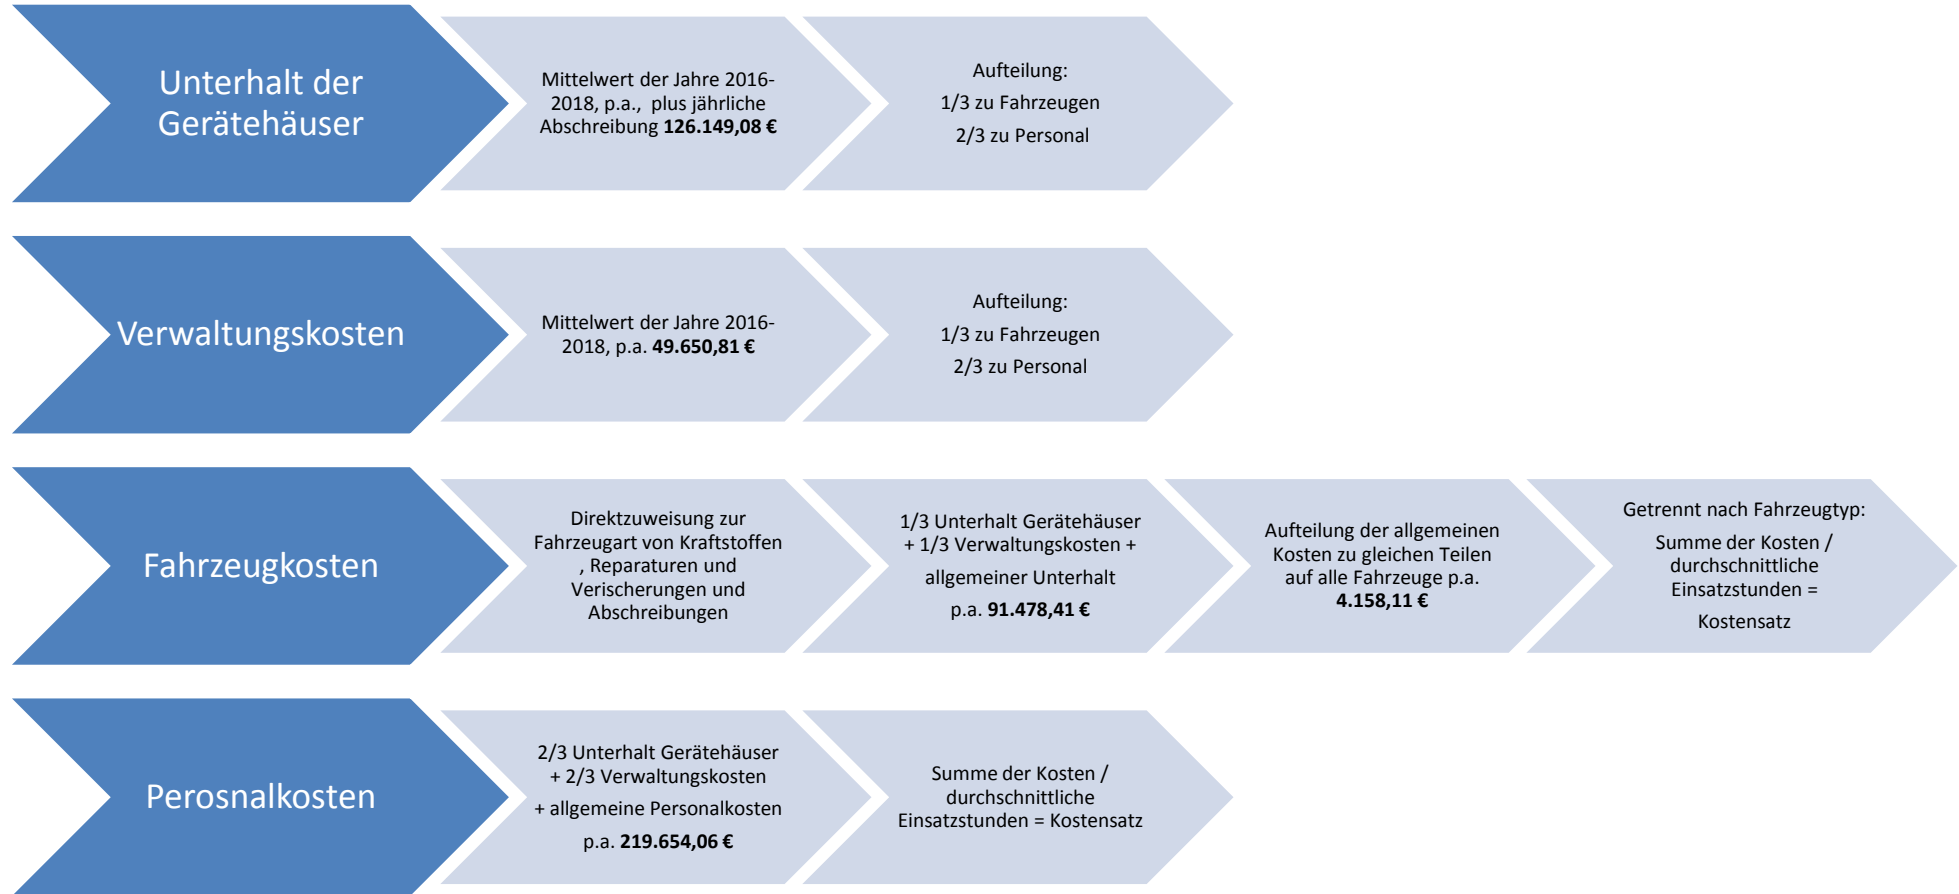 Unterhalt der
Gerätehäuser
Mittelwert der Jahre 2016-
2018, p.a., plus jährliche
Abschreibung 126.149,08 €
Aufteilung:
1/3 zu Fahrzeugen
2/3 zu Personal
Verwaltungskosten
Mittelwert der Jahre 2016-
2018, p.a. 49.650,81 €
Aufteilung:
1/3 zu Fahrzeugen
2/3 zu Personal
Fahrzeugkosten
Direktzuweisung zur
Fahrzeugart von Kraftstoffen
, Reparaturen und
Verischerungen und
Abschreibungen
1/3 Unterhalt Gerätehäuser
+ 1/3 Verwaltungskosten +
allgemeiner Unterhalt
p.a. 91.478,41 €
Aufteilung der allgemeinen
Kosten zu gleichen Teilen
auf alle Fahrzeuge p.a.
4.158,11 €
Getrennt nach Fahrzeugtyp:
Summe der Kosten /
durchschnittliche
Einsatzstunden =
Kostensatz
Perosnalkosten
2/3 Unterhalt Gerätehäuser
+ 2/3 Verwaltungskosten
+ allgemeine Personalkosten
p.a. 219.654,06 €
Summe der Kosten /
durchschnittliche
Einsatzstunden = Kostensatz